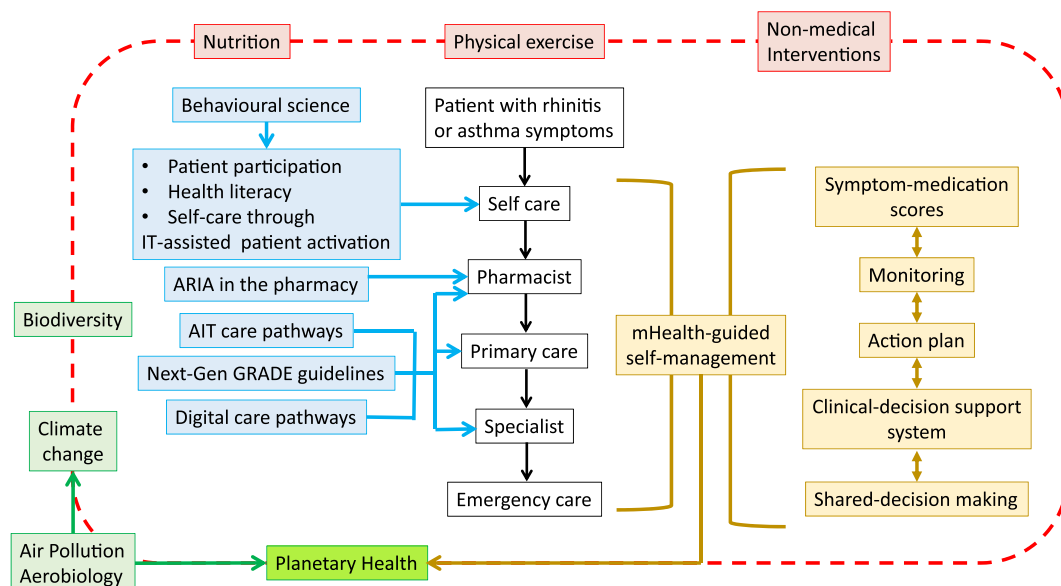 Nutrition
Physical exercise
Non-medical
Interventions
Behavioural science
Patient with rhinitis
or asthma symptoms
• Patient participation
• Health literacy
• Self-care through
IT-assisted patient activation
Self care
Symptom-medication
scores
ARIA in the pharmacy
Pharmacist
Monitoring
Biodiversity
AIT care pathways
mHealth-guided
self-management
Primary care
Action plan
Next-Gen GRADE guidelines
Digital care pathways
Specialist
Clinical-decision support
system
Climate
change
Emergency care
Shared-decision making
Air Pollution
Aerobiology
Planetary Health